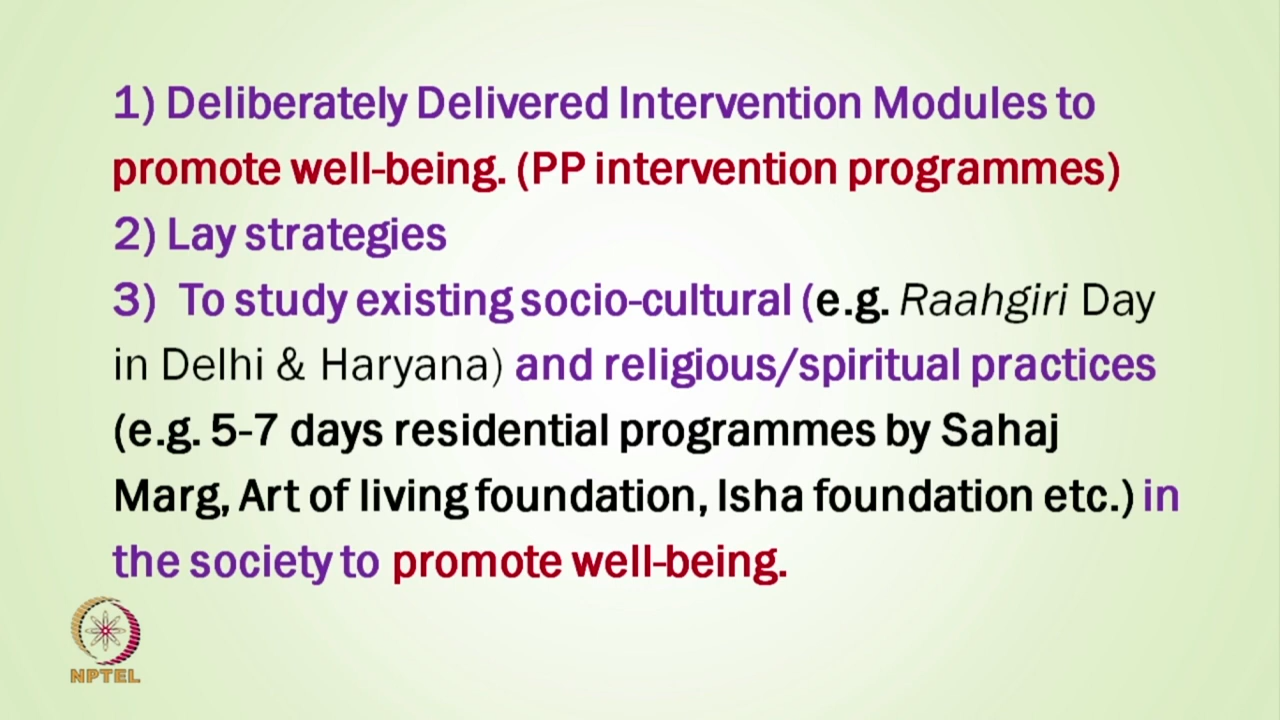 1) Deliberately Delivered Intervention Modules to
promote well-being. (PP intervention programmes)
2) Lay strategies
3) To study existing socio-cultural (e.g. Raahgiri Day
in Delhi & Haryana) and religious/spiritual practices
(e.g. 5-7 days residential programmes by Sahaj
Marg, Art of living foundation, Isha foundation etc.) in
the society to promote well-being.
NPTEL